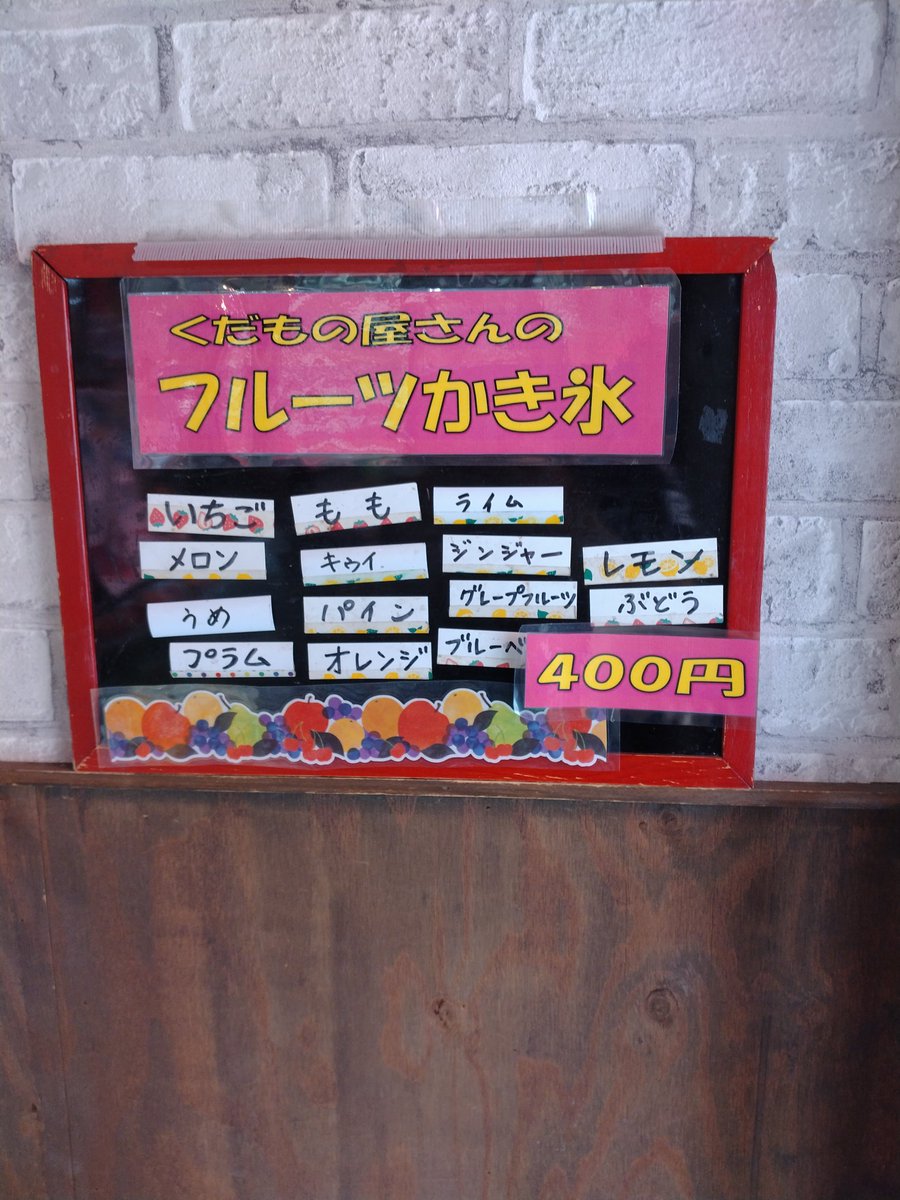 くだもの屋さんの
フルーツかき氷
いちご
もも
ライム
メロン
キゥイ
ジンジャー
レモン
うめ
パイン
グレープフルーツ
ぶどう
プラム
オレンジ
ブルーベ
400円